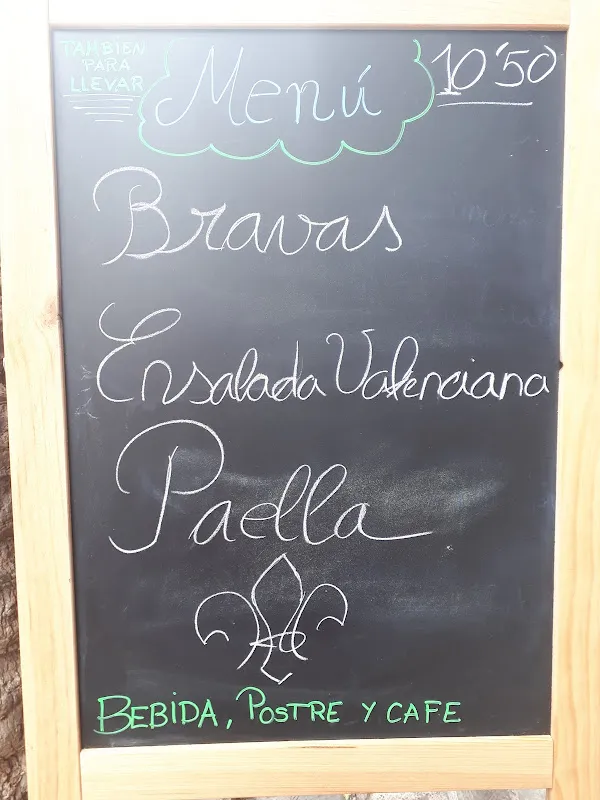 TAMBIEN
PARA
LLEVAR
Menú
10'50
Bravas
Ensalada Valenciana
Paella
BEBIDA, POSTRE Y CAFE